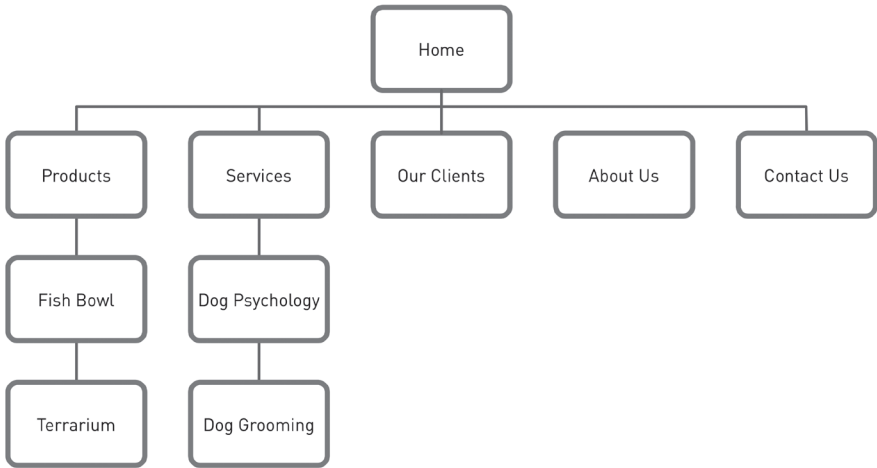 Home
Products
Services
Our Clients
About Us
Contact Us
Fish Bowl
Dog Psychology
Terrarium
Dog Grooming